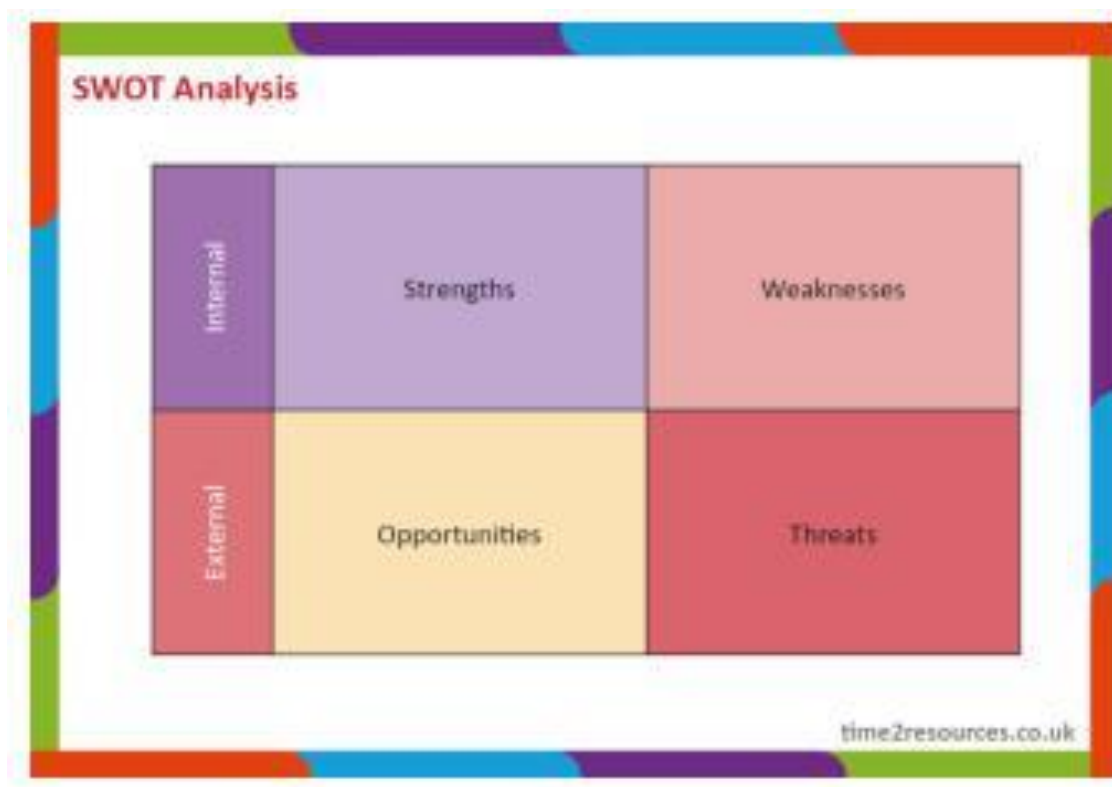 SWOT Analysis
Internal
Strengths
Weaknesses
External
Opportunities
Threats
time2resources.co.uk